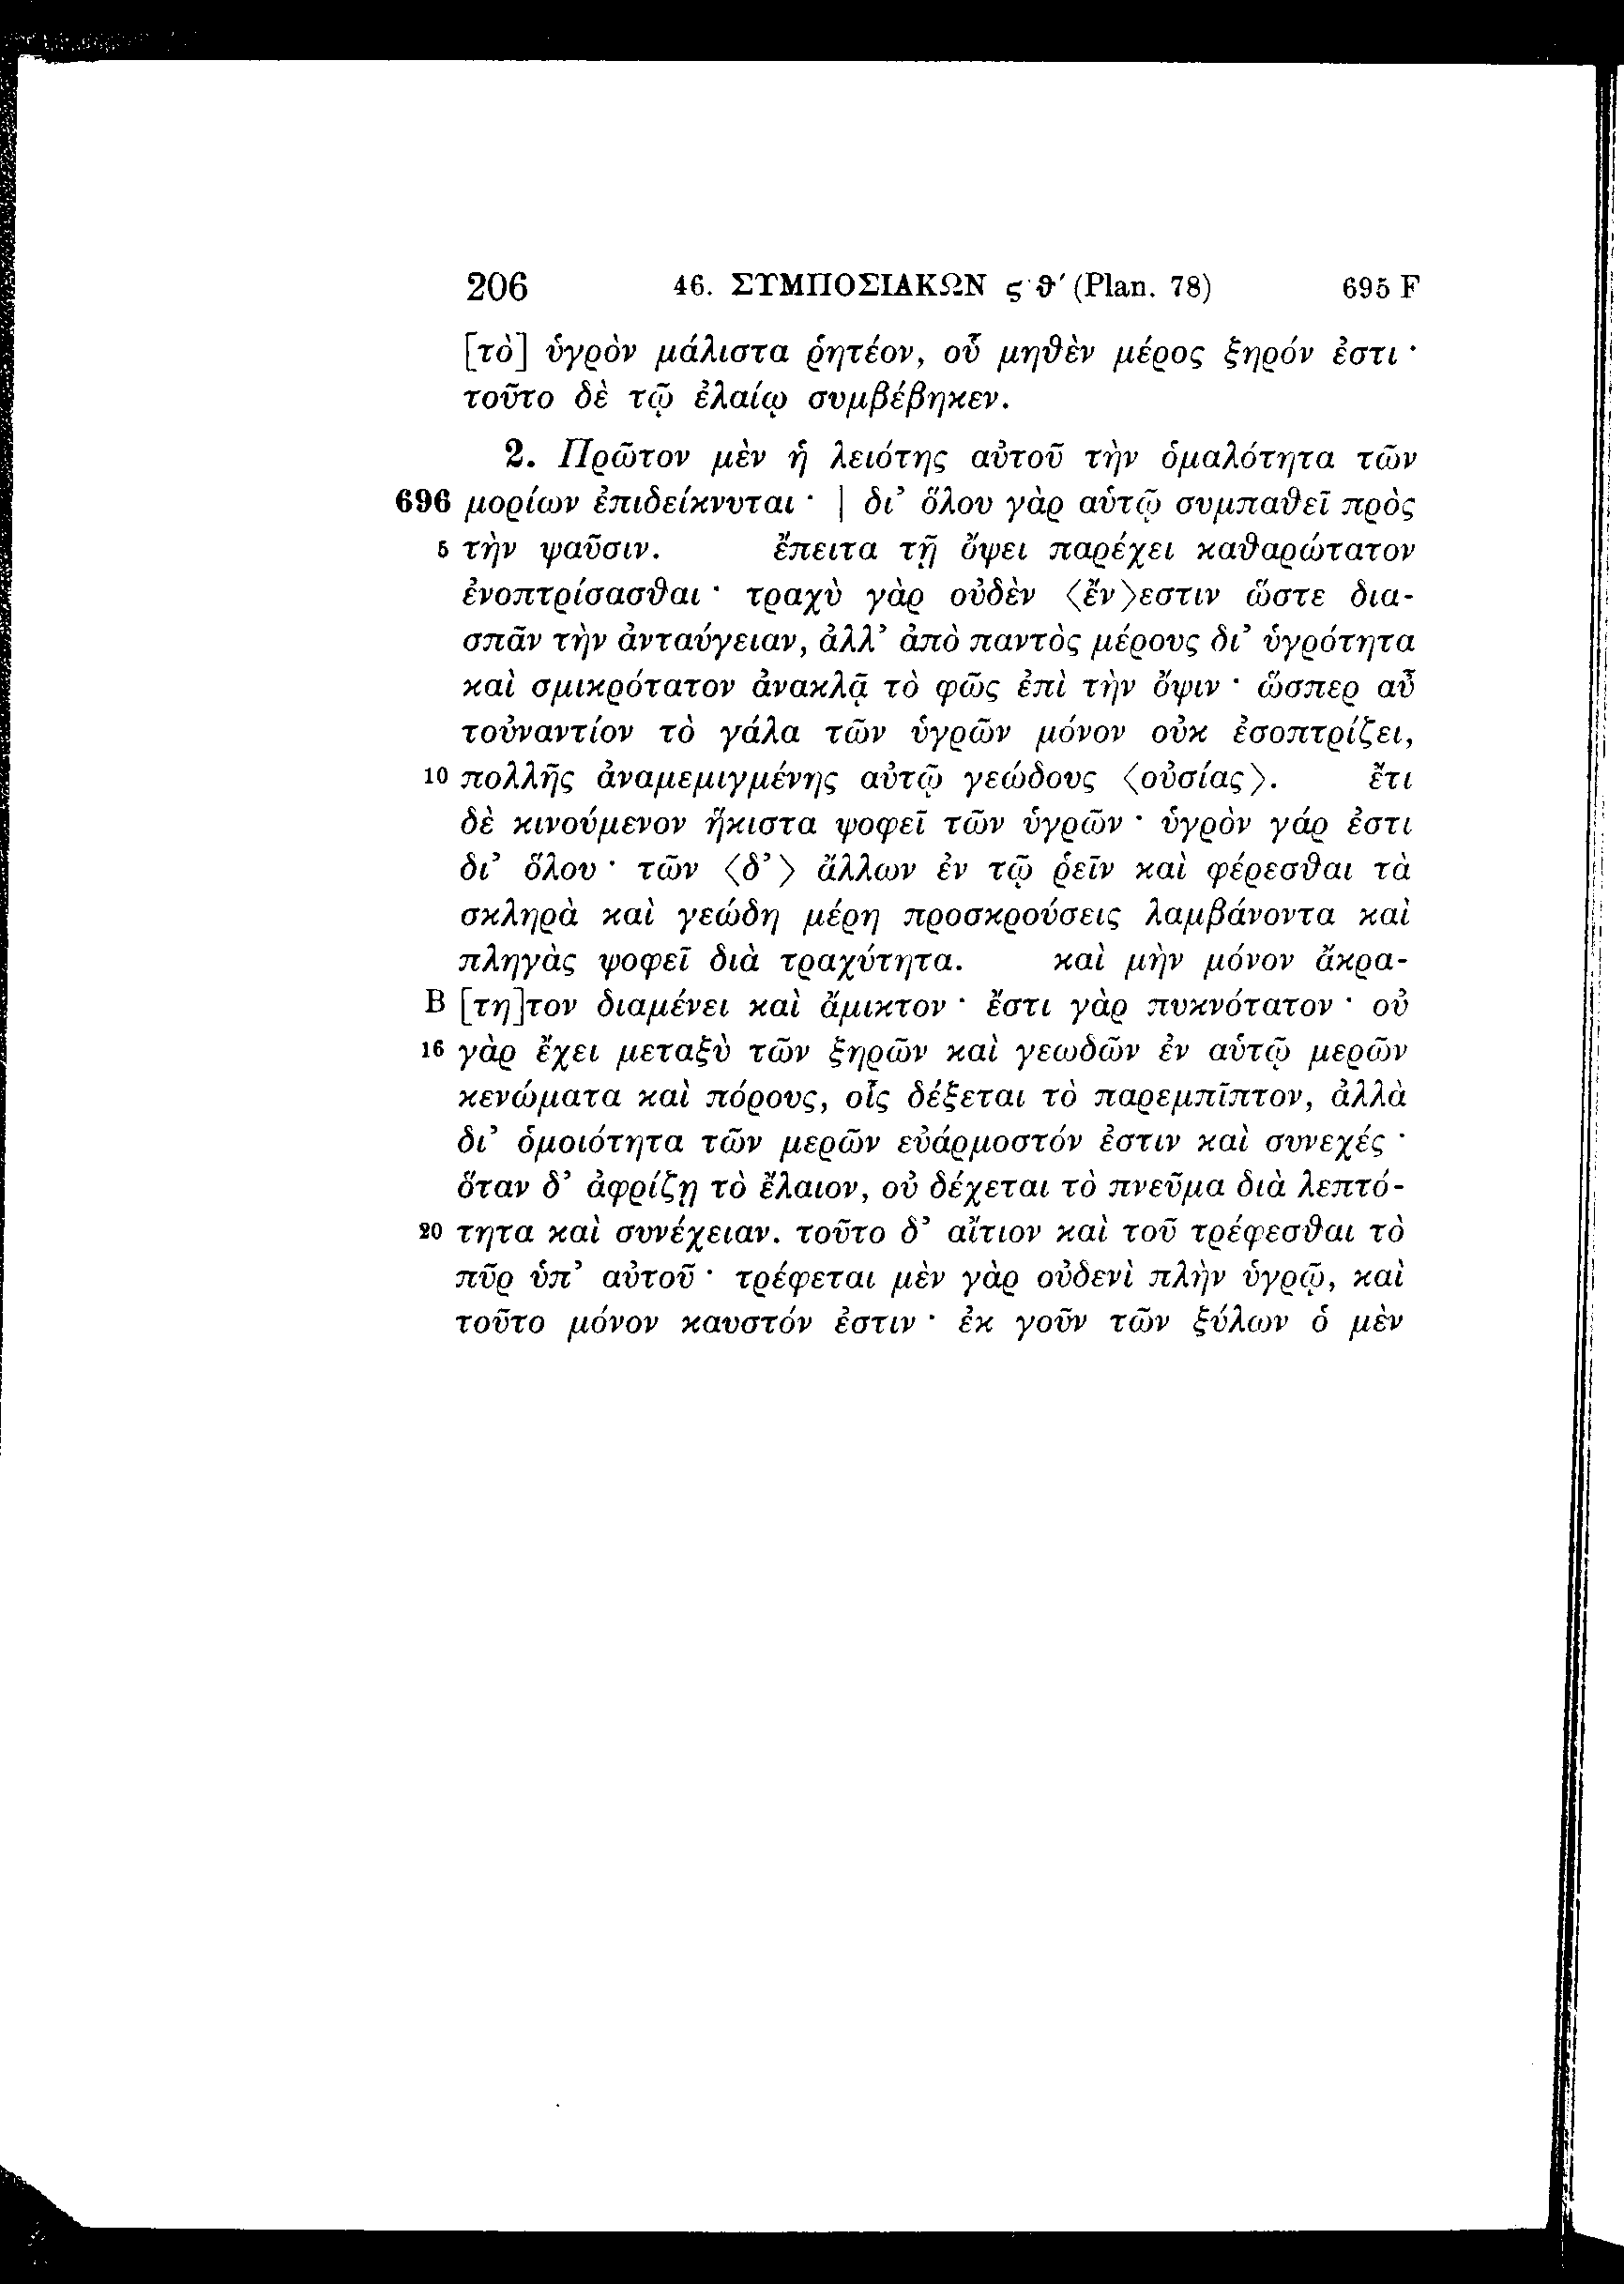 206 46. ΣΥΜΠΟΣΙΑΚΩΝ ϛ ϑ´ (Plan. 78) 695 F
[τὸ] ὑγρὸν μάλιστα ῥητέον, οὗ μηθὲν μέρος ξηρόν ἐστι·
τοῦτο δὲ τῷ ἐλαίῳ συμβέβηκεν.
2. Πρῶτον μὲν ἡ λειότης αὐτοῦ τὴν ὁμαλότητα τῶν
696 μορίων ἐπιδείκνυται· | δι’ ὅλου γὰρ αὑτῷ συμπαθεῖ πρὸς
5 τὴν ψαῦσιν. ἔπειτα τῇ ὄψει παρέχει καθαρώτατον
ἐνοπτρίσασθαι· τραχὺ γὰρ οὐδὲν 〈ἔν〉εστιν ὥστε δια-
σπᾶν τὴν ἀνταύγειαν, ἀλλ’ ἀπὸ παντὸς μέρους δι’ ὑγρότητα
καὶ σμικρότατον ἀνακλᾷ τὸ φῶς ἐπὶ τὴν ὄψιν· ὥσπερ αὖ
τοὐναντίον τὸ γάλα τῶν ὑγρῶν μόνον οὐκ ἐσοπτρίζει,
10 πολλῆς ἀναμεμιγμένης αὐτῷ γεώδους 〈οὐσίας〉. ἔτι
δὲ κινούμενον ἥκιστα ψοφεῖ τῶν ὑγρῶν· ὑγρὸν γάρ ἐστι
δι’ ὅλου· τῶν 〈δ’〉 ἄλλων ἐν τῷ ῥεῖν καὶ φέρεσθαι τὰ
σκληρὰ καὶ γεώδη μέρη προσκρούσεις λαμβάνοντα καὶ
πληγὰς ψοφεῖ διὰ τραχύτητα. καὶ μὴν μόνον ἄκρα-
B [τη]τον διαμένει καὶ ἄμικτον· ἔστι γὰρ πυκνότατον· οὐ
16 γὰρ ἔχει μεταξὺ τῶν ξηρῶν καὶ γεωδῶν ἐν αὑτῷ μερῶν
κενώματα καὶ πόρους, οἷς δέξεται τὸ παρεμπῖπτον, ἀλλὰ
δι’ ὁμοιότητα τῶν μερῶν εὐάρμοστόν ἐστιν καὶ συνεχές·
ὅταν δ’ ἀφρίζῃ τὸ ἔλαιον, οὐ δέχεται τὸ πνεῦμα διὰ λεπτό-
20 τητα καὶ συνέχειαν. τοῦτο δ’ αἴτιον καὶ τοῦ τρέφεσθαι τὸ
πῦρ ὑπ’ αὐτοῦ· τρέφεται μὲν γὰρ οὐδενὶ πλὴν ὑγρῷ, καὶ
τοῦτο μόνον καυστόν ἐστιν· ἐκ γοῦν τῶν ξύλων ὁ μὲν